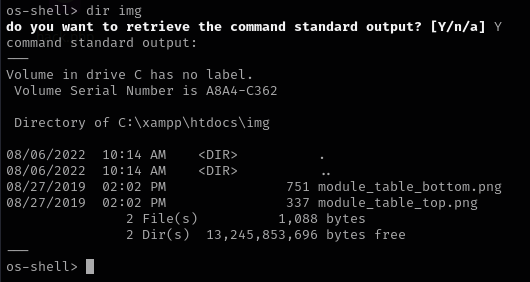 os-shell> dir img
do you want to retrieve the command standard output? [Y/n/a] Y
command standard output:
---
Volume in drive C has no label.
 Volume Serial Number is A8A4-C362

 Directory of C:\xampp\htdocs\img

08/06/2022  10:14 AM    <DIR>          .
08/06/2022  10:14 AM    <DIR>          ..
08/27/2019  02:02 PM               751 module_table_bottom.png
08/27/2019  02:02 PM               337 module_table_top.png
               2 File(s)          1,088 bytes
               2 Dir(s)  13,245,853,696 bytes free
---
os-shell>